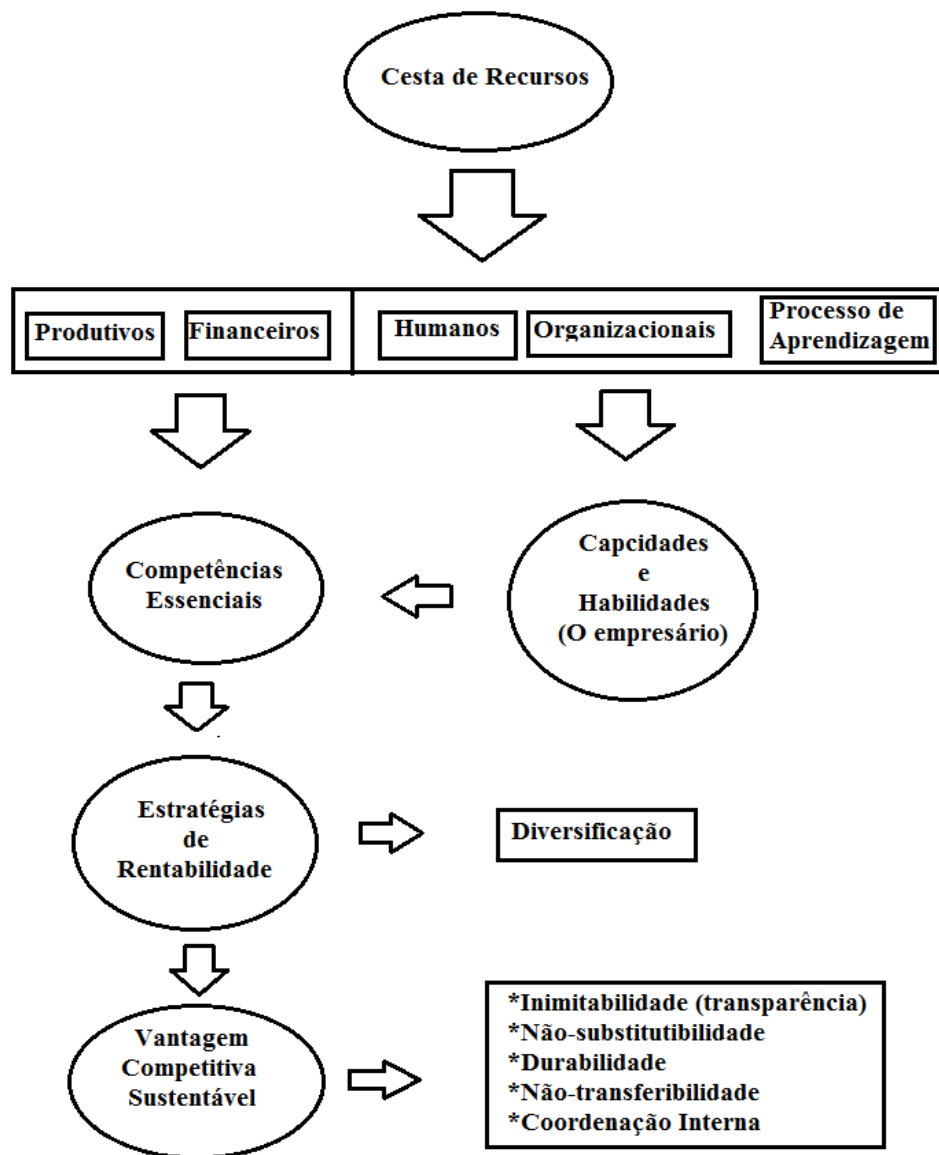 Cesta de Recursos
Produtivos
Financeiros
Humanos
Organizacionais
Processo de
Aprendizagem
Competências
Essenciais
Capcidades
e
Habilidades
(O empresário)
Estratégias
de
Rentabilidade
Diversificação
Vantagem
Competitiva
Sustentável
*Inimitabilidade (transparência)
*Não-substitutibilidade
*Durabilidade
*Não-transferibilidade
*Coordenação Interna